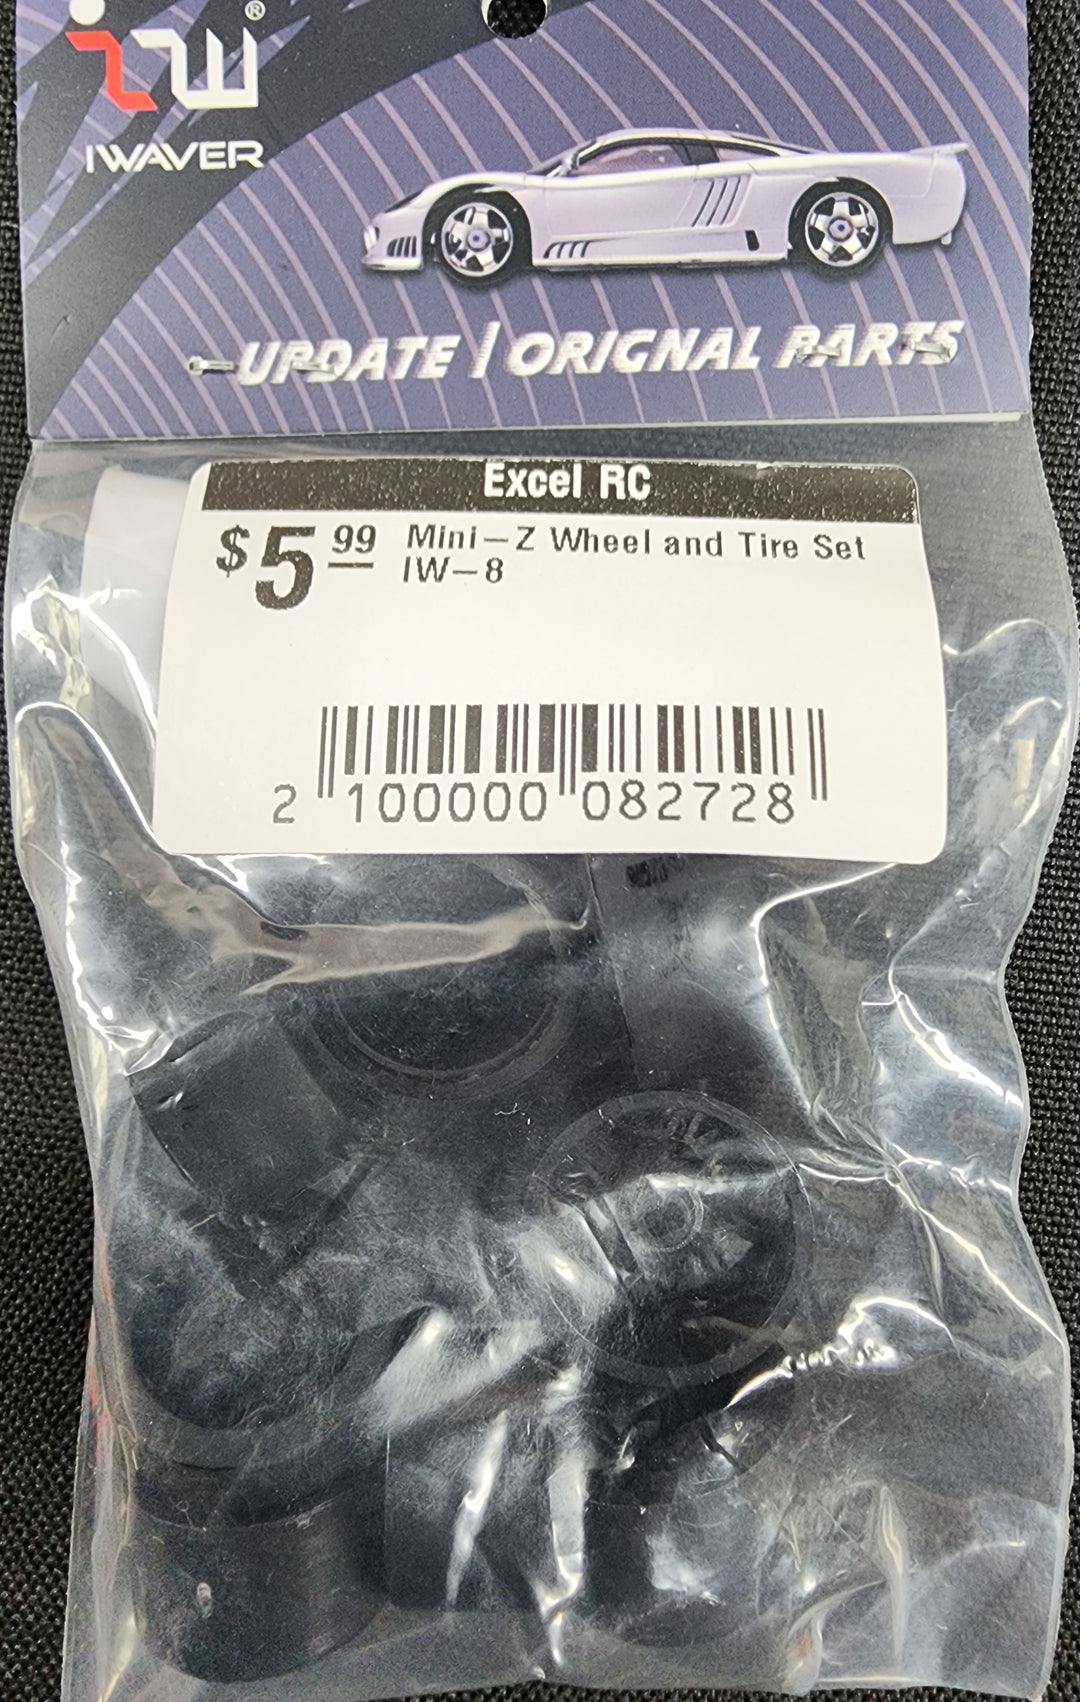 iw®
IWAVER
UPDATE / ORIGNAL PARTS
Excel RC
$5 99 Mini-Z Wheel and Tire Set
IW-8
2 100000 082728